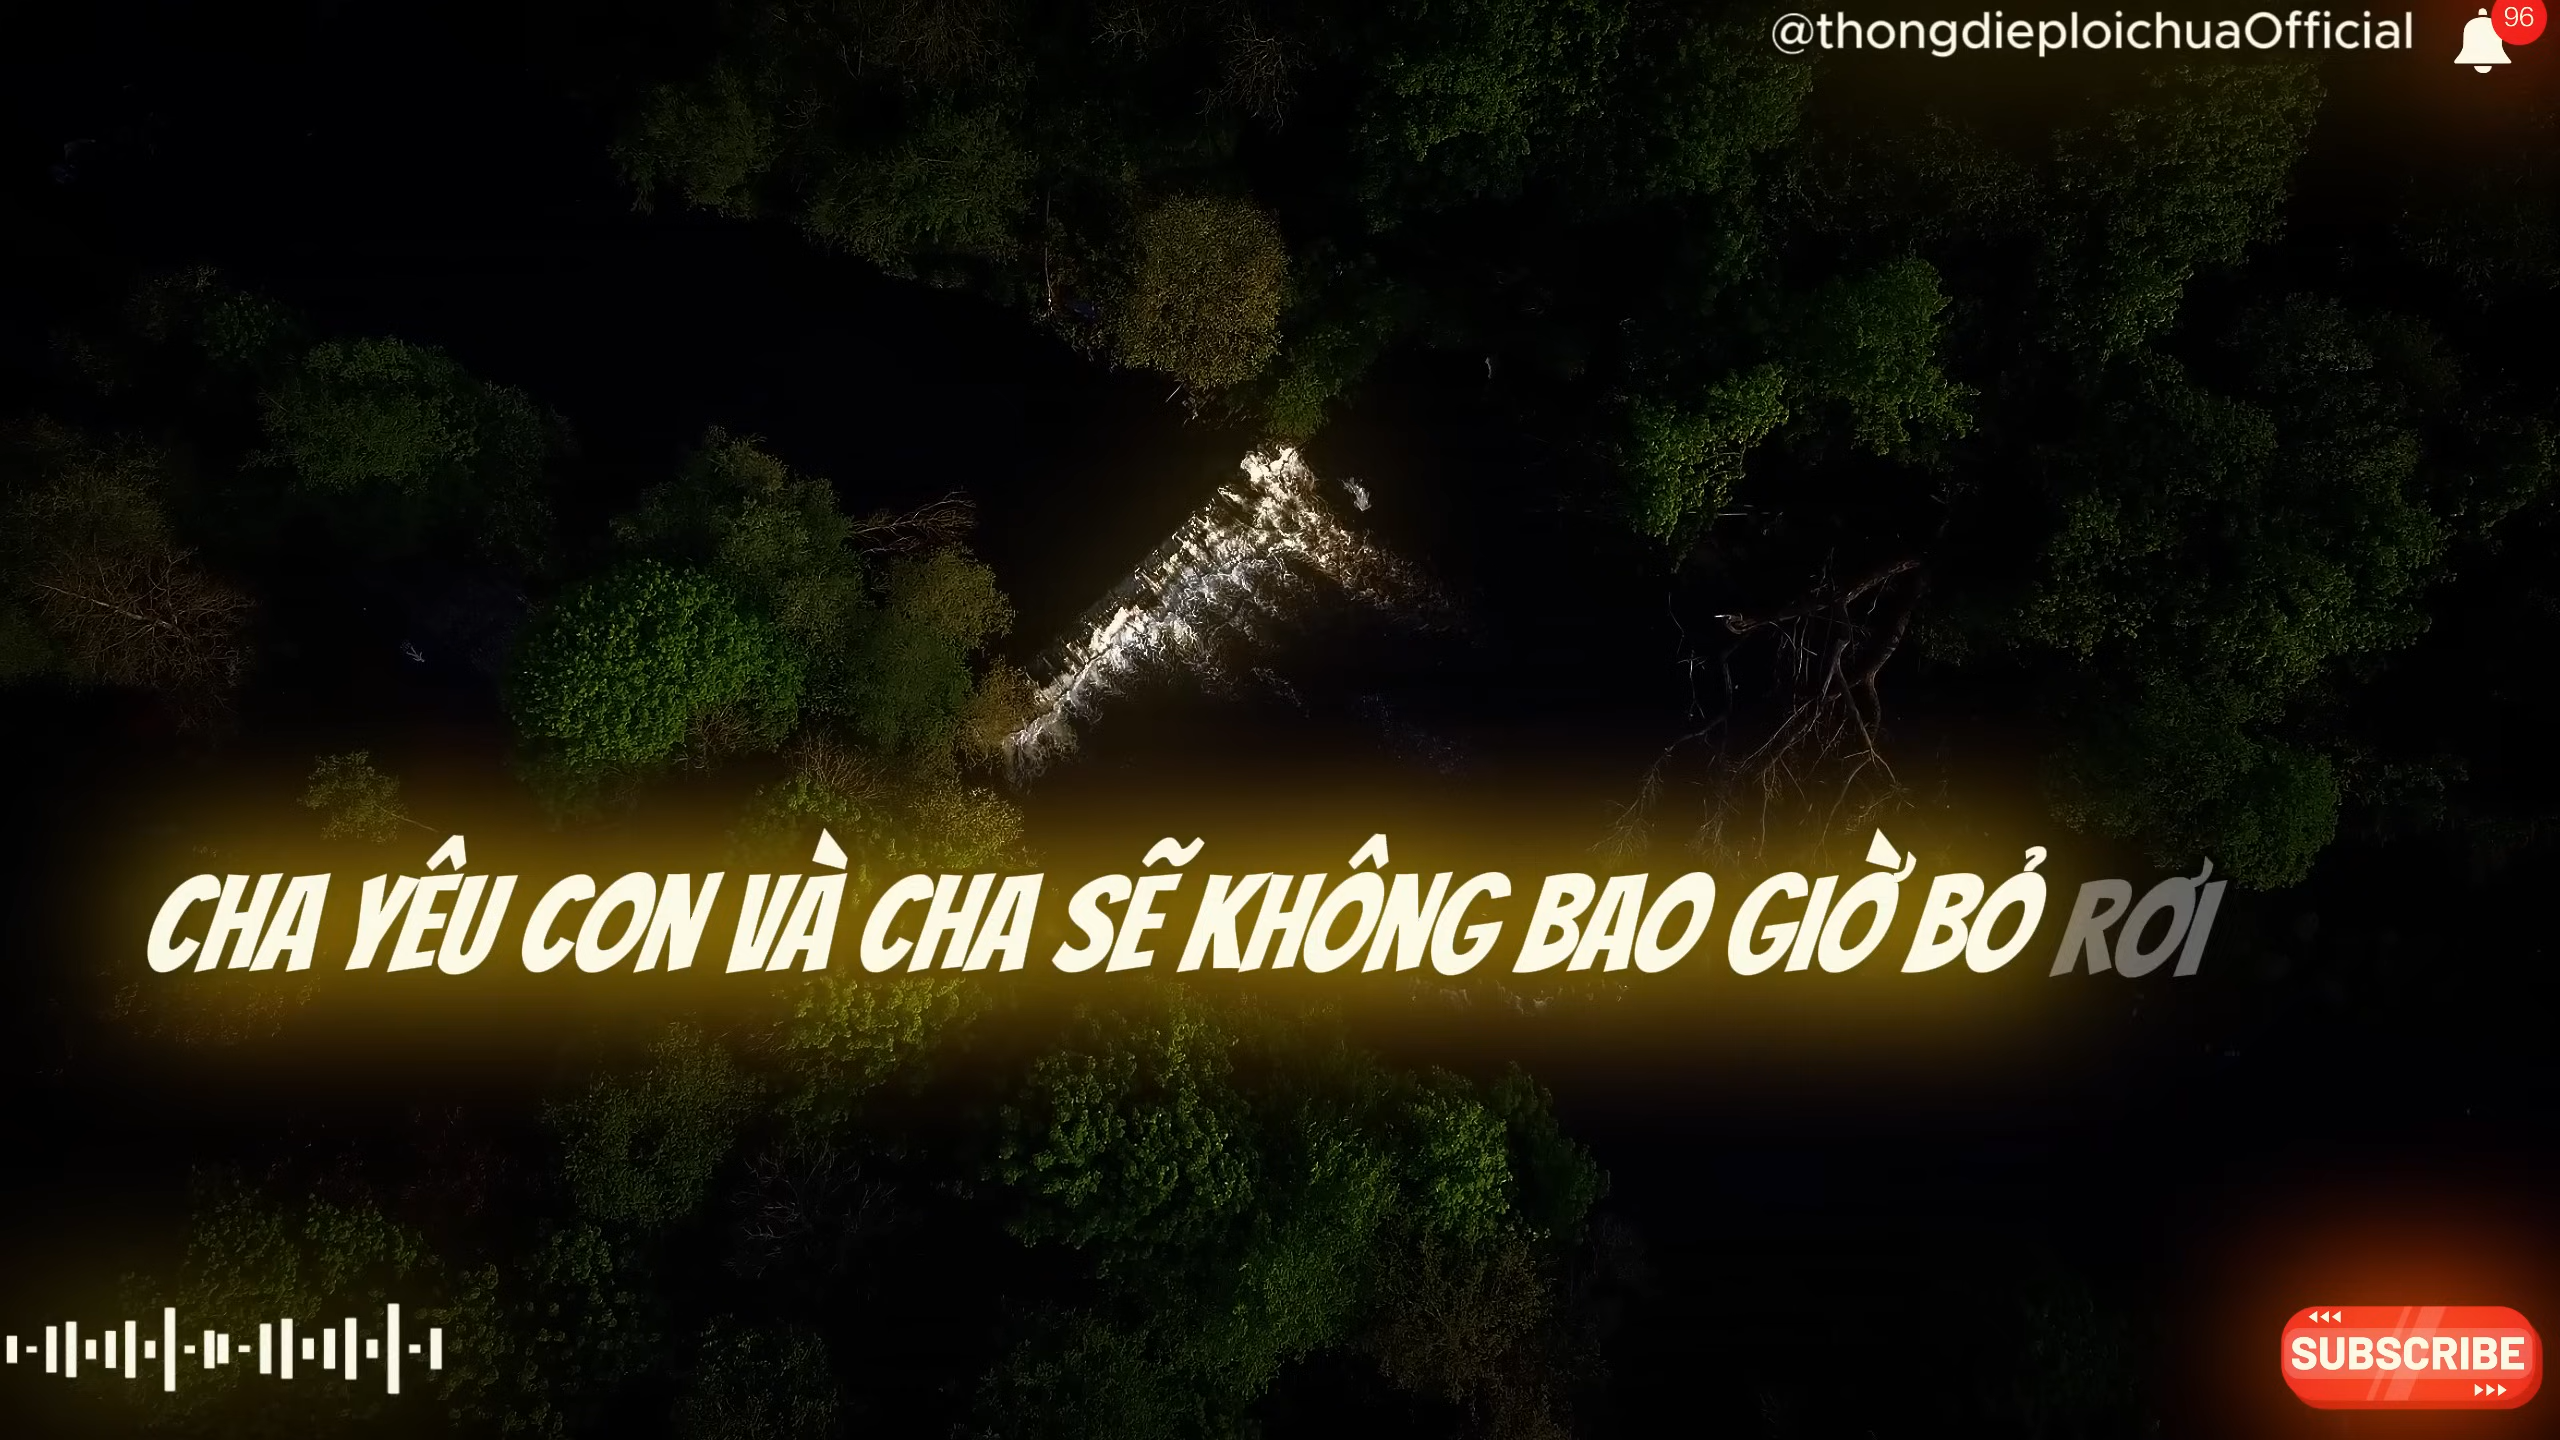 @thongdieploichuaOfficial
96
CHA YÊU CON VÀ CHA SẼ KHÔNG BAO GIỜ BỎ RƠI
SUBSCRIBE